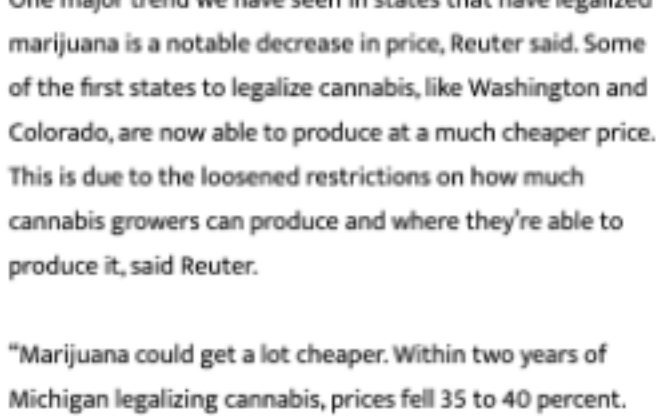 One major trend we have seen in states that have legalized
marijuana is a notable decrease in price, Reuter said. Some
of the first states to legalize cannabis, like Washington and
Colorado, are now able to produce at a much cheaper price.
This is due to the loosened restrictions on how much
cannabis growers can produce and where they're able to
produce it, said Reuter.
“Marijuana could get a lot cheaper. Within two years of
Michigan legalizing cannabis, prices fell 35 to 40 percent.